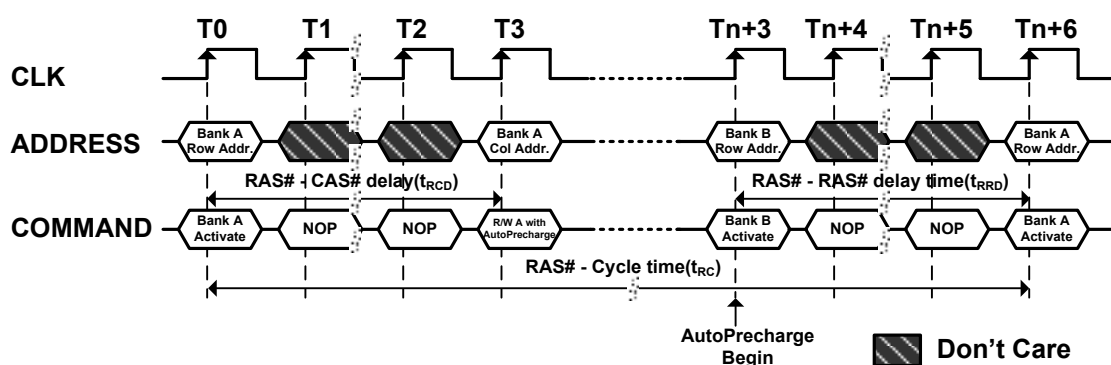 T0 T1 T2 T3 Tn+3 Tn+4 Tn+5 Tn+6
CLK
ADDRESS
Bank A
Row Addr.
Bank A
Col Addr.
Bank B
Row Addr.
Bank A
Row Addr.
RAS# - CAS# delay(tRCD)
RAS# - RAS# delay time(tRRD)
COMMAND
Bank A
Activate
NOP
NOP
R/W A with
AutoPrecharge
Bank B
Activate
NOP
NOP
Bank A
Activate
RAS# - Cycle time(tRC)
AutoPrecharge
Begin
Don't Care